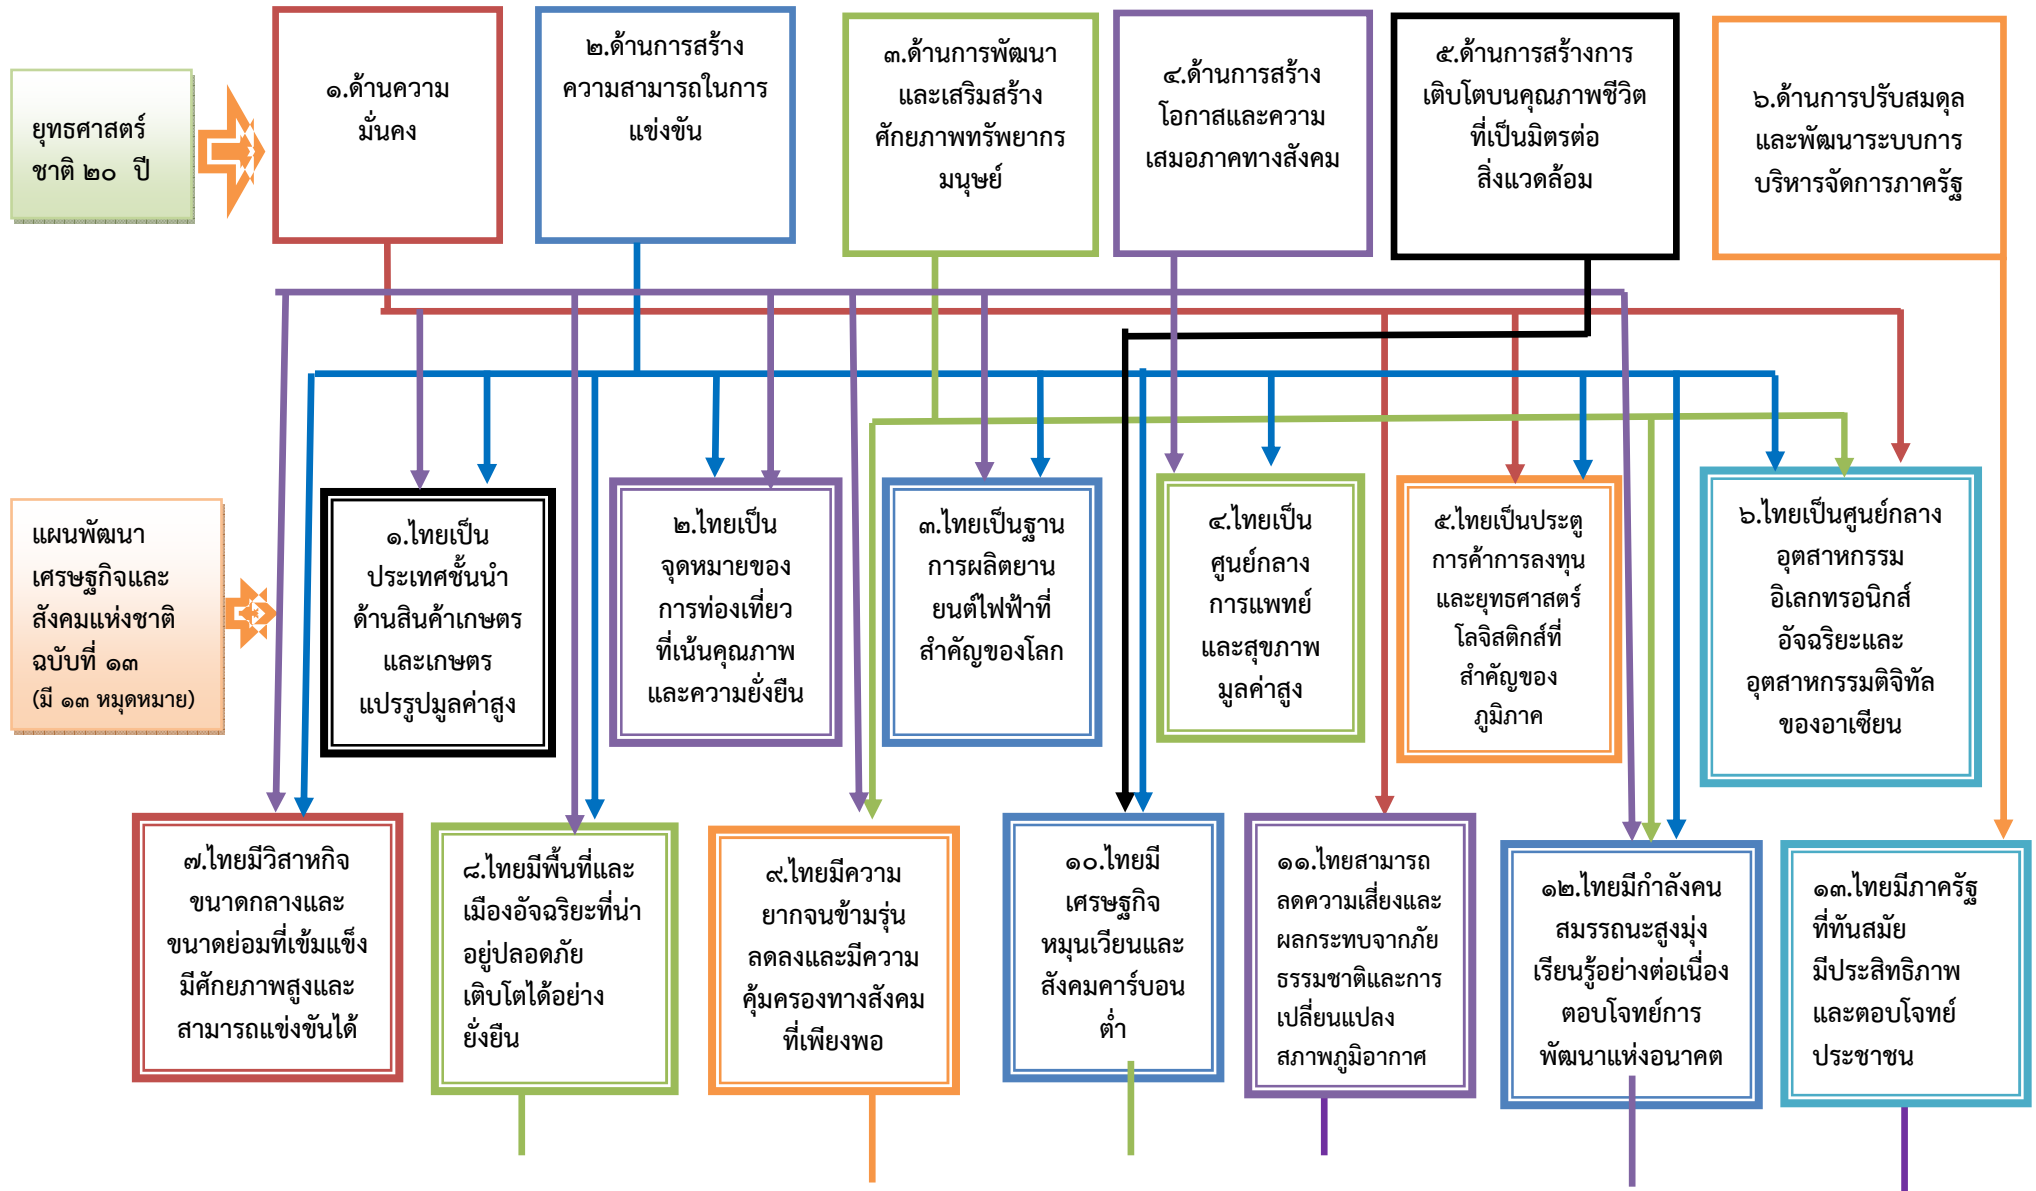 ยุทธศาสตร์
ชาติ ๒๐ ปี
๑.ด้านความ
มั่นคง
๒.ด้านการสร้าง
ความสามารถในการ
แข่งขัน
๓.ด้านการพัฒนา
และเสริมสร้าง
ศักยภาพทรัพยากร
มนุษย์
๔.ด้านการสร้าง
โอกาสและความ
เสมอภาคทางสังคม
๕.ด้านการสร้างการ
เติบโตบนคุณภาพชีวิต
ที่เป็นมิตรต่อ
สิ่งแวดล้อม
๖.ด้านการปรับสมดุล
และพัฒนาระบบการ
บริหารจัดการภาครัฐ
แผนพัฒนา
เศรษฐกิจและ
สังคมแห่งชาติ
ฉบับที่ ๑๓
(มี ๑๓ หมุดหมาย)
๑.ไทยเป็น
ประเทศชั้นนำ
ด้านสินค้าเกษตร
และเกษตร
แปรรูปมูลค่าสูง
๒.ไทยเป็น
จุดหมายของ
การท่องเที่ยว
ที่เน้นคุณภาพ
และความยั่งยืน
๓.ไทยเป็นฐาน
การผลิตยาน
ยนต์ไฟฟ้าที่
สำคัญของโลก
๔.ไทยเป็น
ศูนย์กลาง
การแพทย์
และสุขภาพ
มูลค่าสูง
๕.ไทยเป็นประตู
การค้าการลงทุน
และยุทธศาสตร์
โลจิสติกส์ที่
สำคัญของ
ภูมิภาค
๖.ไทยเป็นศูนย์กลาง
อุตสาหกรรม
อิเลกทรอนิกส์
อัจฉริยะและ
อุตสาหกรรมติจิทัล
ของอาเซียน
๗.ไทยมีวิสาหกิจ
ขนาดกลางและ
ขนาดย่อมที่เข้มแข็ง
มีศักยภาพสูงและ
สามารถแข่งขันได้
๘.ไทยมีพื้นที่และ
เมืองอัจฉริยะที่น่า
อยู่ปลอดภัย
เติบโตได้อย่าง
ยั่งยืน
๙.ไทยมีความ
ยากจนข้ามรุ่น
ลดลงและมีความ
คุ้มครองทางสังคม
ที่เพียงพอ
๑๐.ไทยมี
เศรษฐกิจ
หมุนเวียนและ
สังคมคาร์บอน
ต่ำ
๑๑.ไทยสามารถ
ลดความเสี่ยงและ
ผลกระทบจากภัย
ธรรมชาติและการ
เปลี่ยนแปลง
สภาพภูมิอากาศ
๑๒.ไทยมีกำลังคน
สมรรถนะสูงมุ่ง
เรียนรู้อย่างต่อเนื่อง
ตอบโจทย์การ
พัฒนาแห่งอนาคต
๑๓.ไทยมีภาครัฐ
ที่ทันสมัย
มีประสิทธิภาพ
และตอบโจทย์
ประชาชน